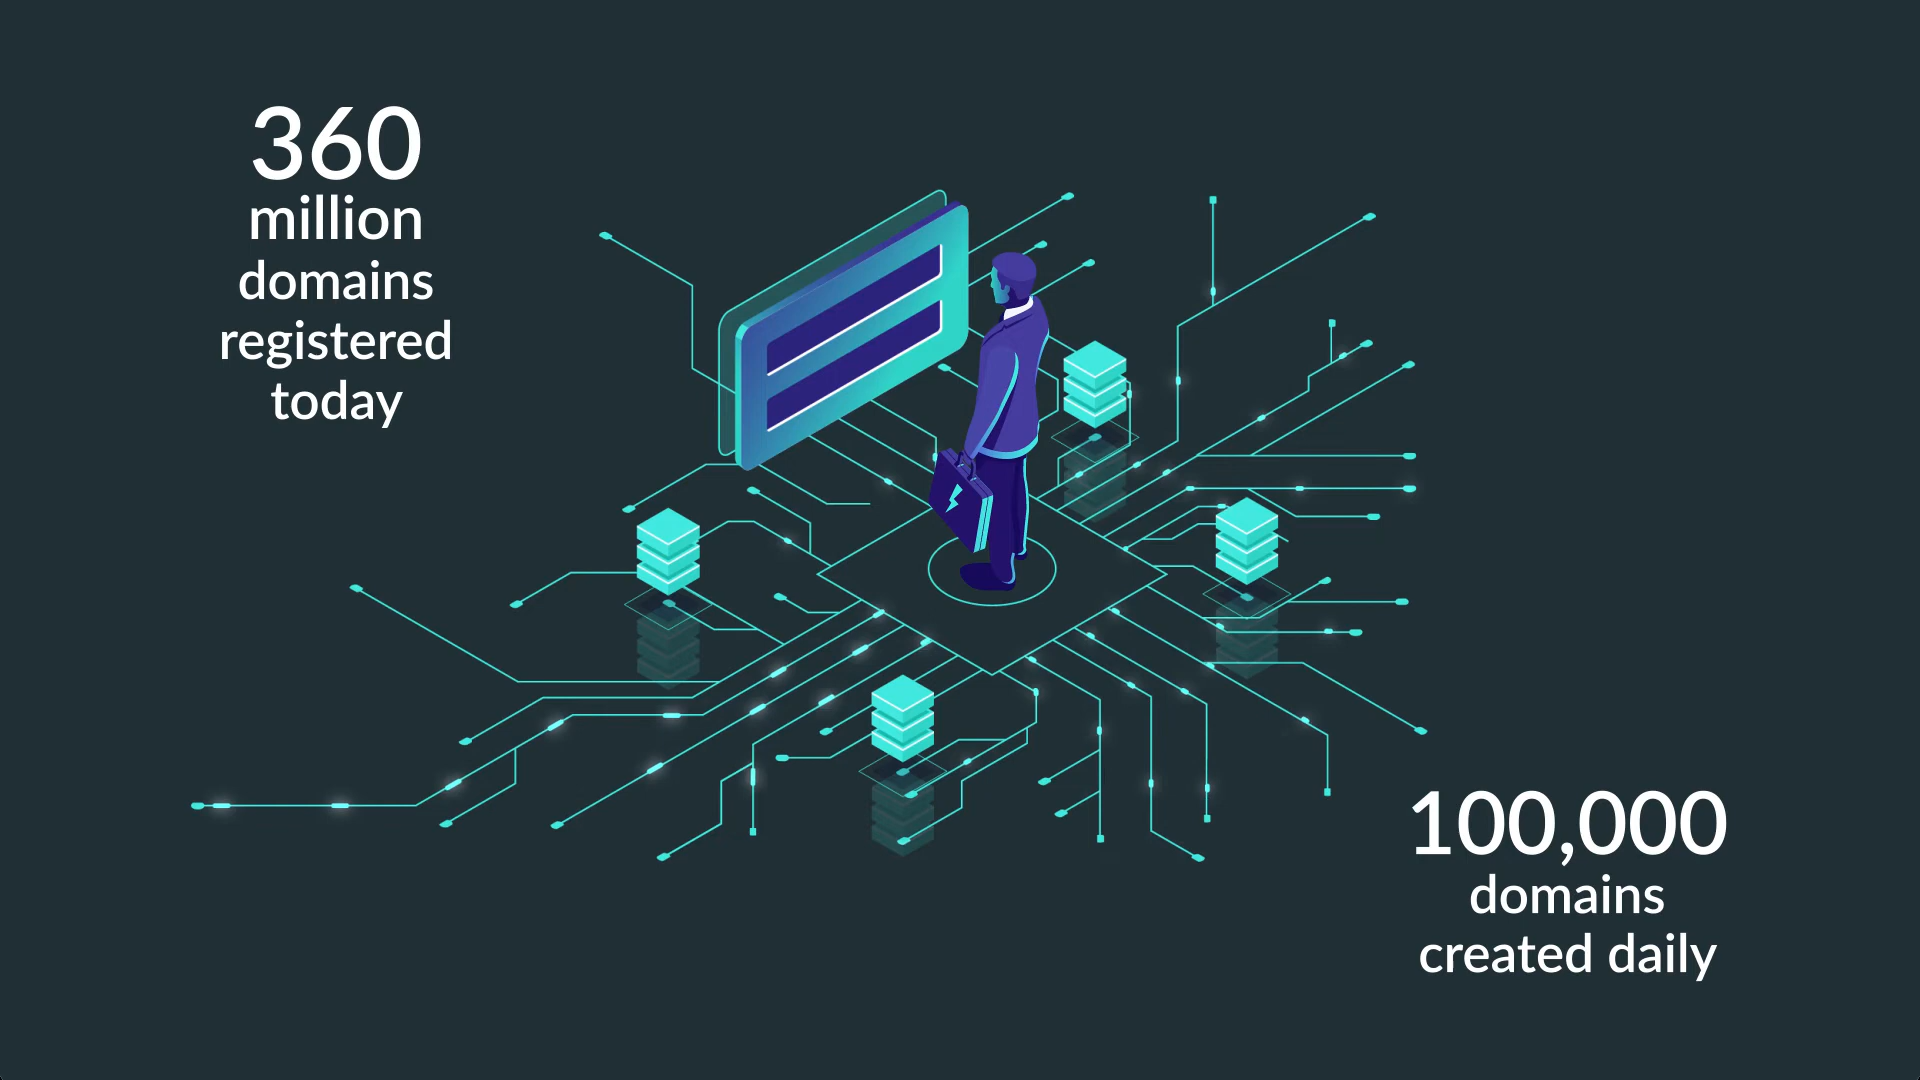 360
million
domains
registered
today
100,000
domains
created daily